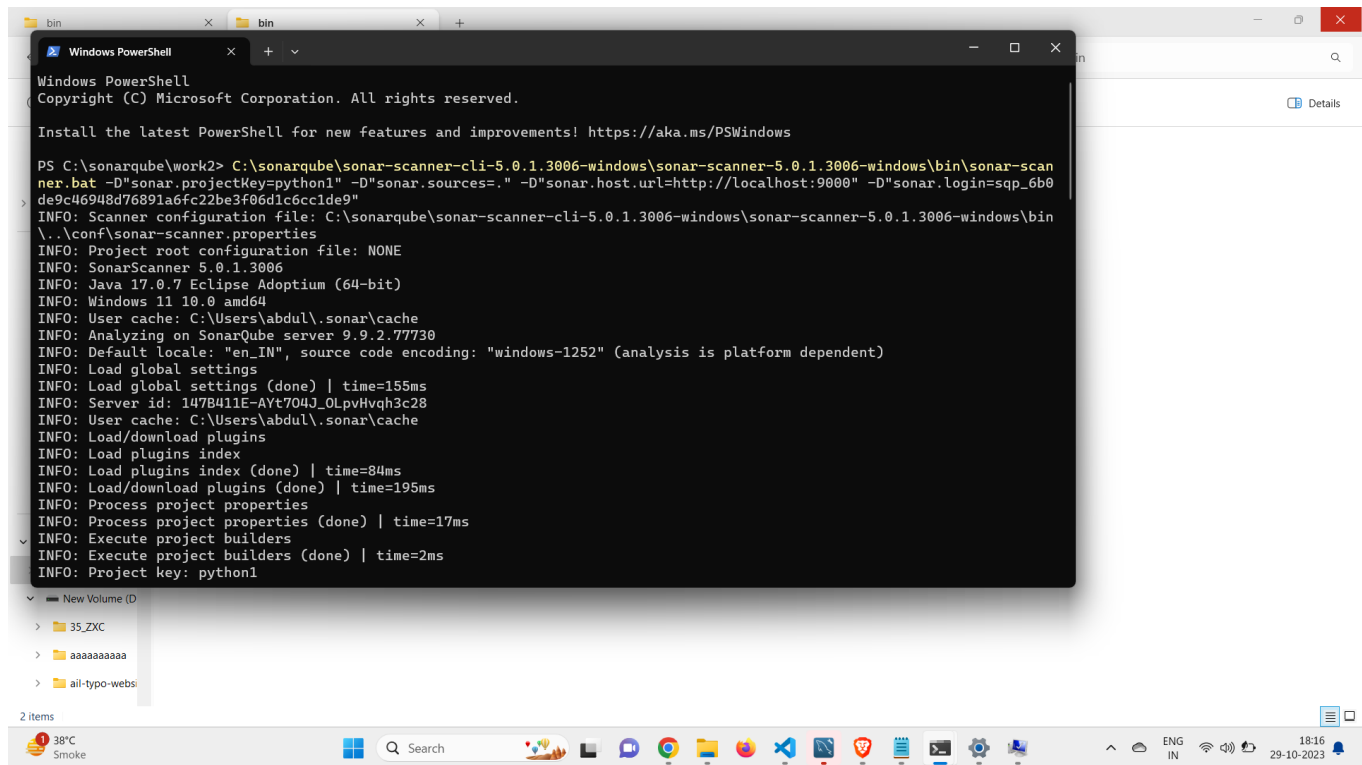 bin
bin
Windows PowerShell
in
Details
Windows PowerShell
Copyright (C) Microsoft Corporation. All rights reserved.
Install the latest PowerShell for new features and improvements! https://aka.ms/PSWindows
PS C:\sonarqube\work2> C:\sonarqube\sonar-scanner-cli-5.0.1.3006-windows\sonar-scanner-5.0.1.3006-windows\bin\sonar-scan
ner.bat -D"sonar.projectKey=python1" -D"sonar.sources=." -D"sonar.host.url=http://localhost:9000" -D"sonar.login=sqp_6b0
de9c46948d76891a6fc22be3f06d1c6cc1de9"
INFO: Scanner configuration file: C:\sonarqube\sonar-scanner-cli-5.0.1.3006-windows\sonar-scanner-5.0.1.3006-windows\bin
\..\conf\sonar-scanner.properties
INFO: Project root configuration file: NONE
INFO: SonarScanner 5.0.1.3006
INFO: Java 17.0.7 Eclipse Adoptium (64-bit)
INFO: Windows 11 10.0 amd64
INFO: User cache: C:\Users\abdul\.sonar\cache
INFO: Analyzing on SonarQube server 9.9.2.77730
INFO: Default locale: "en_IN", source code encoding: "windows-1252" (analysis is platform dependent)
INFO: Load global settings
INFO: Load global settings (done) | time=155ms
INFO: Server id: 147B411E-AYt7O4J_OLpvHvqh3c28
INFO: User cache: C:\Users\abdul\.sonar\cache
INFO: Load/download plugins
INFO: Load plugins index
INFO: Load plugins index (done) | time=84ms
INFO: Load/download plugins (done) | time=195ms
INFO: Process project properties
INFO: Process project properties (done) | time=17ms
INFO: Execute project builders
INFO: Execute project builders (done) | time=2ms
INFO: Project key: python1
New Volume (D
35_ZXC
aaaaaaaaaa
ail-typo-websi
2 items
1
38°C
Smoke
Search
ENG
IN
18:16
29-10-2023